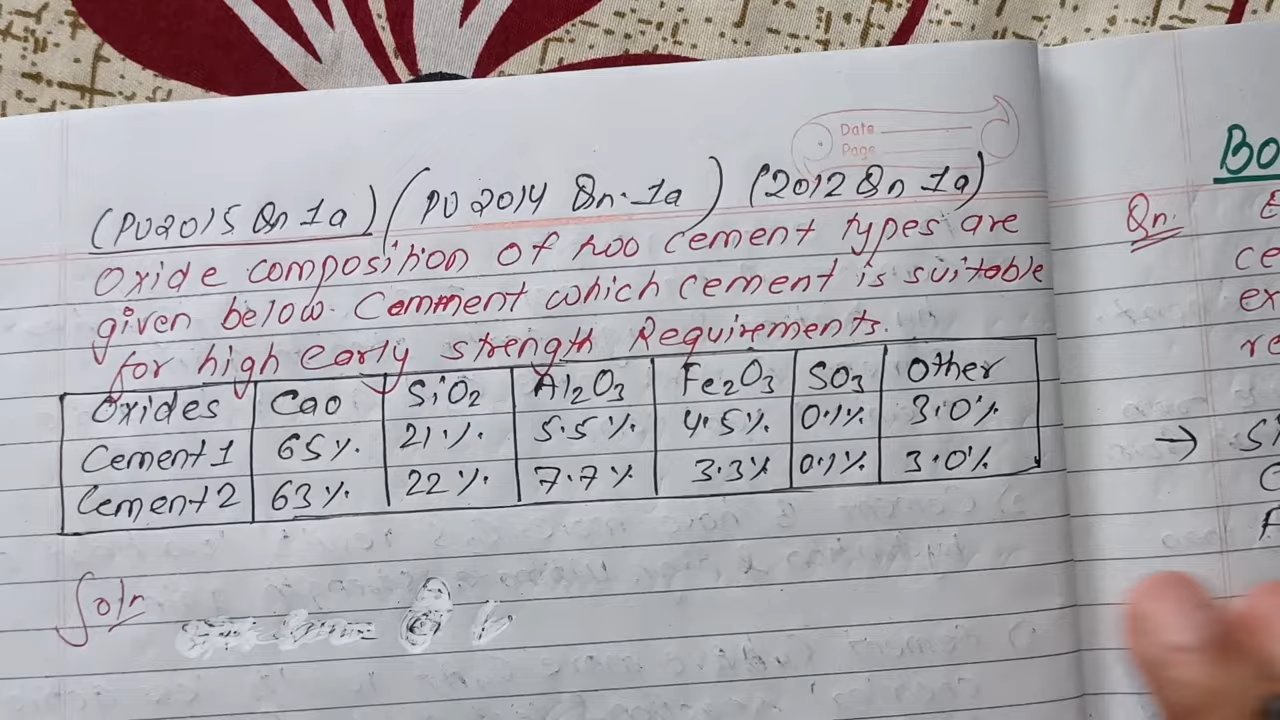 Date
Page
(PU2015 Qn 1a) (PU 2014 Qn. 1a) (2012 Qn 1a)
Oxide composition of two cement types are
given below. Comment which cement is suitable
for high early strength Requirements.
Oxides CaO SiO₂ Al₂O₃ Fe₂O₃ SO₃ Other
Cement 1 65%. 21%. 5.5%. 4.5%. 0.1%. 3.0%
Cement 2 63%. 22%. 7.7%. 3.3% 0.1%. 3.0%
Soln
BO
Qn.
ce
ex
re
→ Si